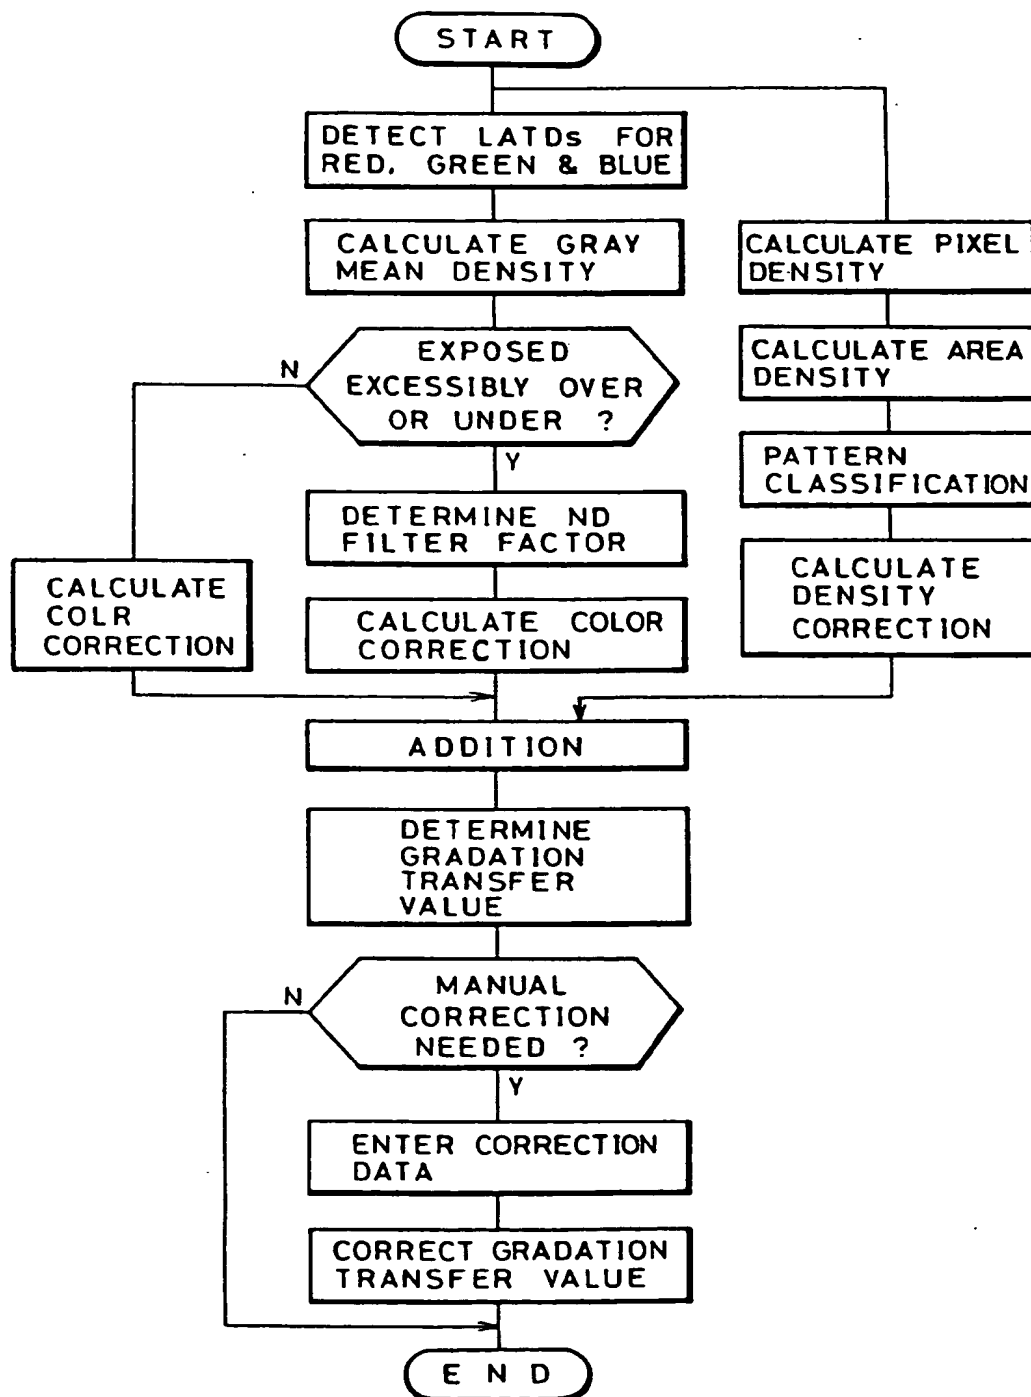 START
DETECT LATDs FOR
RED, GREEN & BLUE
CALCULATE GRAY
MEAN DENSITY
EXPOSED
EXCESSIBLY OVER
OR UNDER ?
N
Y
DETERMINE ND
FILTER FACTOR
CALCULATE
COLR
CORRECTION
CALCULATE COLOR
CORRECTION
CALCULATE PIXEL
DENSITY
CALCULATE AREA
DENSITY
PATTERN
CLASSIFICATION
CALCULATE
DENSITY
CORRECTION
ADDITION
DETERMINE
GRADATION
TRANSFER
VALUE
MANUAL
CORRECTION
NEEDED ?
N
Y
ENTER CORRECTION
DATA
CORRECT GRADATION
TRANSFER VALUE
END